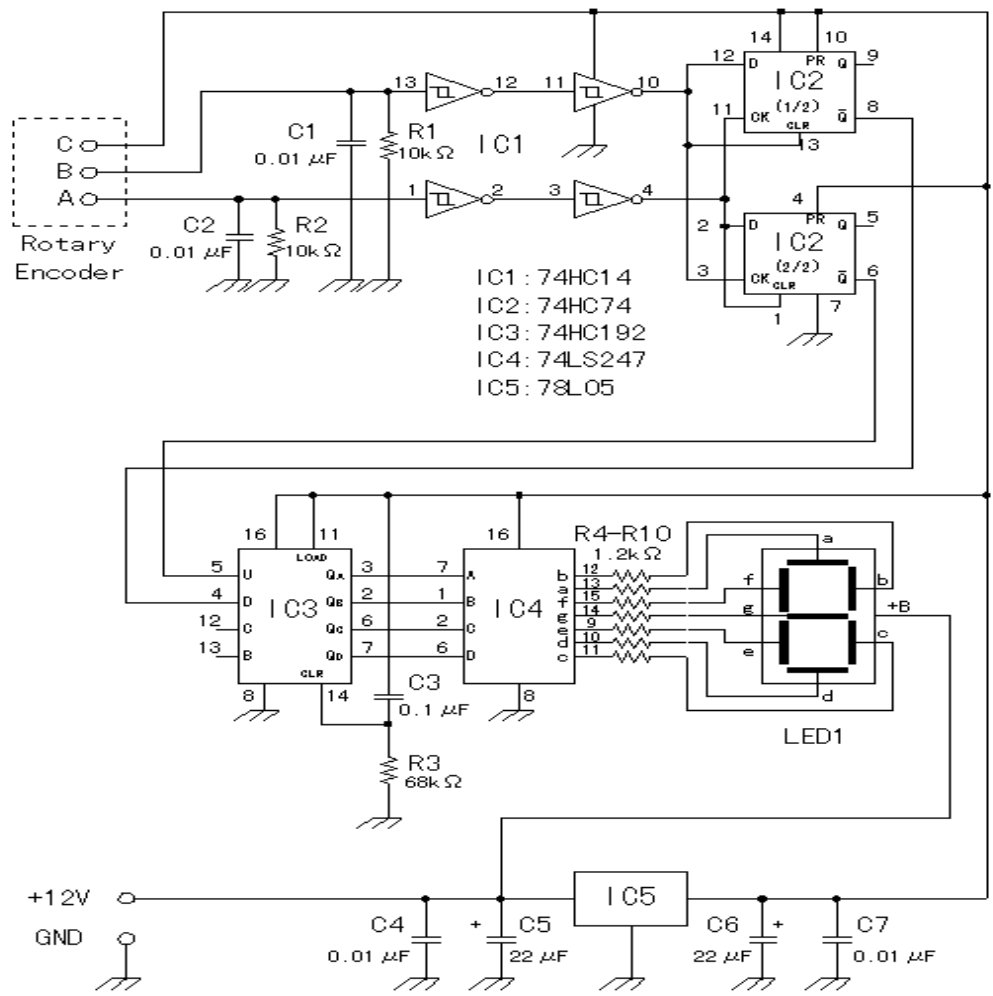 14 10
12 D PR Q 9
IC2
13 12 11 10
(1/2)
11 CK CLR Q̅ 8
13
C1
0.01 μF
R1
10kΩ
IC1
C
B
A
1 2 3 4
4
2 D PR Q 5
IC2
(2/2)
3 CK CLR Q̅ 6
1 7
C2
0.01 μF
R2
10kΩ
Rotary
Encoder
IC1:74HC14
IC2:74HC74
IC3:74HC192
IC4:74LS247
IC5:78L05
16 11 16
R4-R10
1.2kΩ
LOAD
5 U QA 3 7 A b 12
a 13
4 D QB 2 1 B f 15
IC3 IC4
g 14
12 C QC 6 2 C e 9
d 10
13 B QD 7 6 D c 11
CLR
8 14 8
a
f b
g +B
e c
d
LED1
C3
0.1 μF
R3
68kΩ
+12V
IC5
GND
C4
0.01 μF
+ C5
22 μF
C6 +
22 μF
C7
0.01 μF